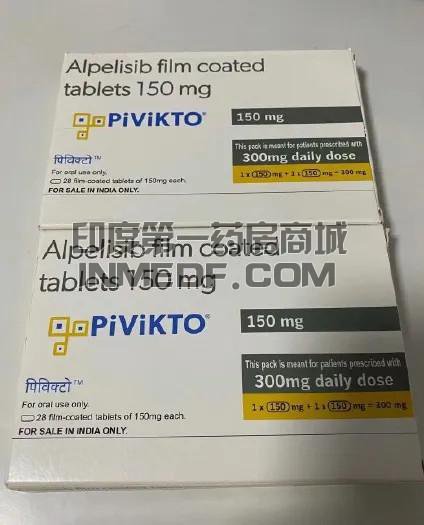 Alpelisib film coated
tablets 150 mg
PiViKTO®
150 mg
This pack is meant for patients prescribed with
300mg daily dose
1 x 150 mg + 1 x 150 mg = 300 mg
पिविक्टो™
For oral use only.
28 film-coated tablets of 150mg each.
FOR SALE IN INDIA ONLY.
印度第一药房商城
Alpelisib film coated
tablets 150 mg
PiViKTO®
150 mg
This pack is meant for patients prescribed with
300mg daily dose
1 x 150 mg + 1 x 150 mg = 300 mg
पिविक्टो™
For oral use only.
28 film-coated tablets of 150mg each.
FOR SALE IN INDIA ONLY.